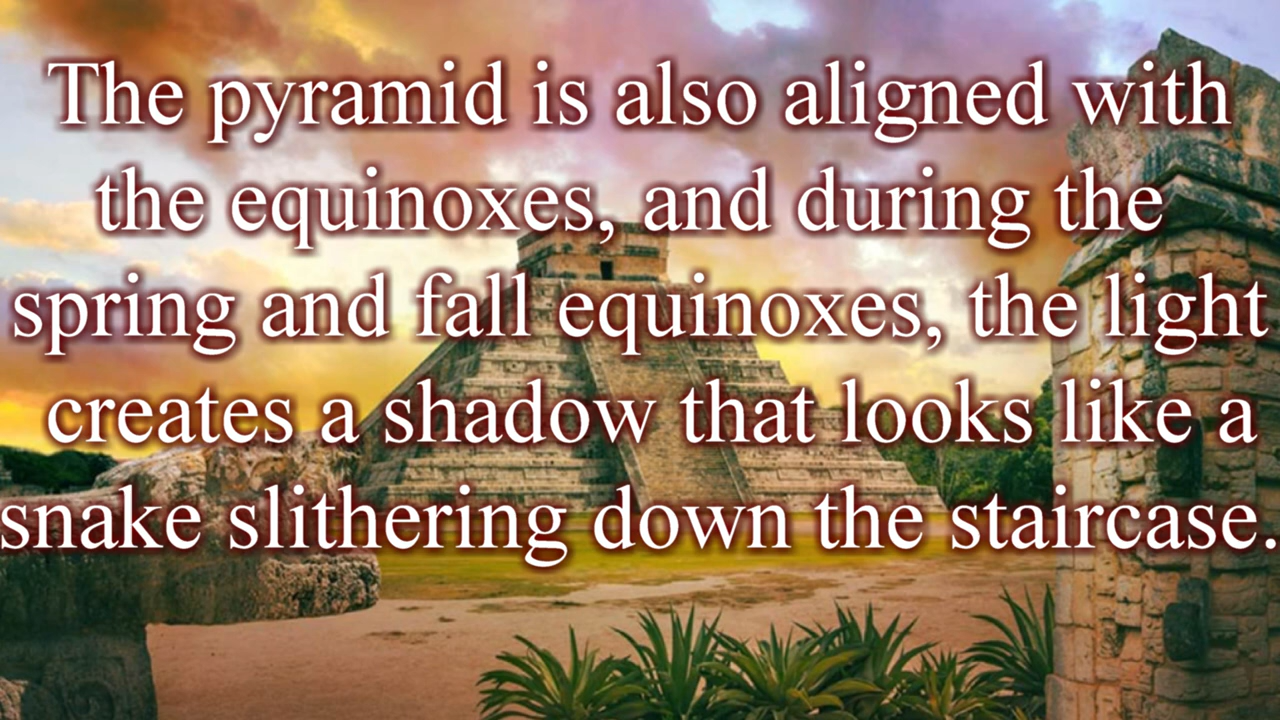 The pyramid is also aligned with
the equinoxes, and during the
spring and fall equinoxes, the light
creates a shadow that looks like a
snake slithering down the staircase.